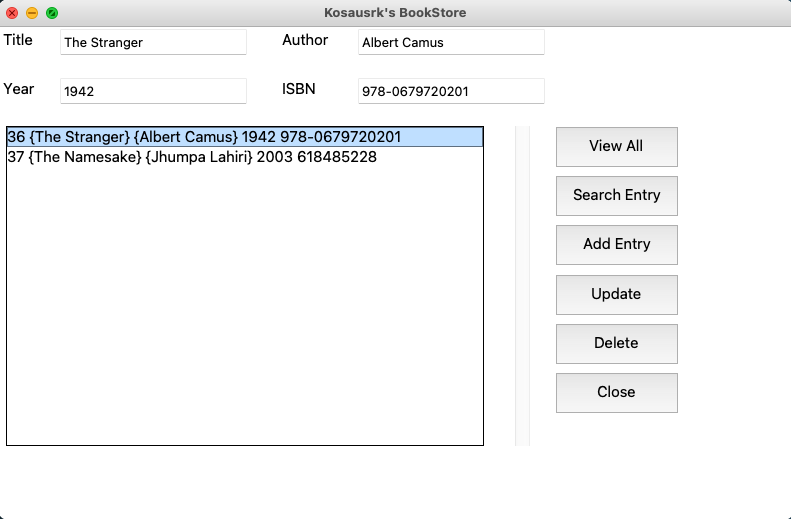 Kosausrk's BookStore
Title The Stranger Author Albert Camus
Year 1942 ISBN 978-0679720201
36 {The Stranger} {Albert Camus} 1942 978-0679720201
37 {The Namesake} {Jhumpa Lahiri} 2003 618485228
View All
Search Entry
Add Entry
Update
Delete
Close